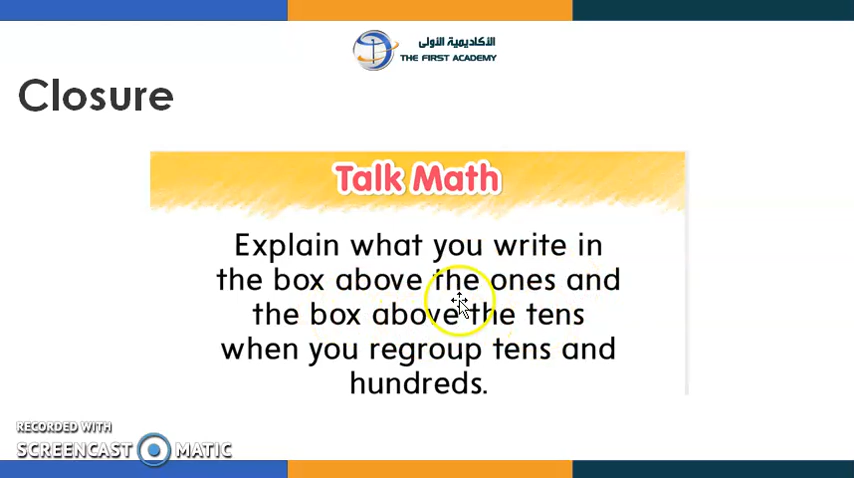 الأكاديمية الأولى
THE FIRST ACADEMY
Closure
Talk Math
Explain what you write in
the box above the ones and
the box above the tens
when you regroup tens and
hundreds.
RECORDED WITH
SCREENCAST MATIC